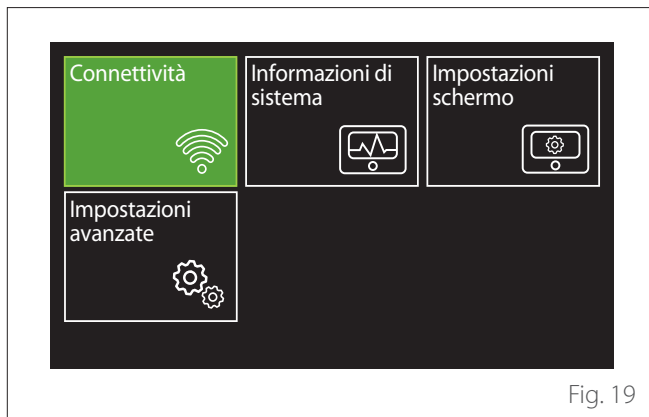 Connettività
Informazioni di
sistema
Impostazioni
schermo
Impostazioni
avanzate
Fig. 19